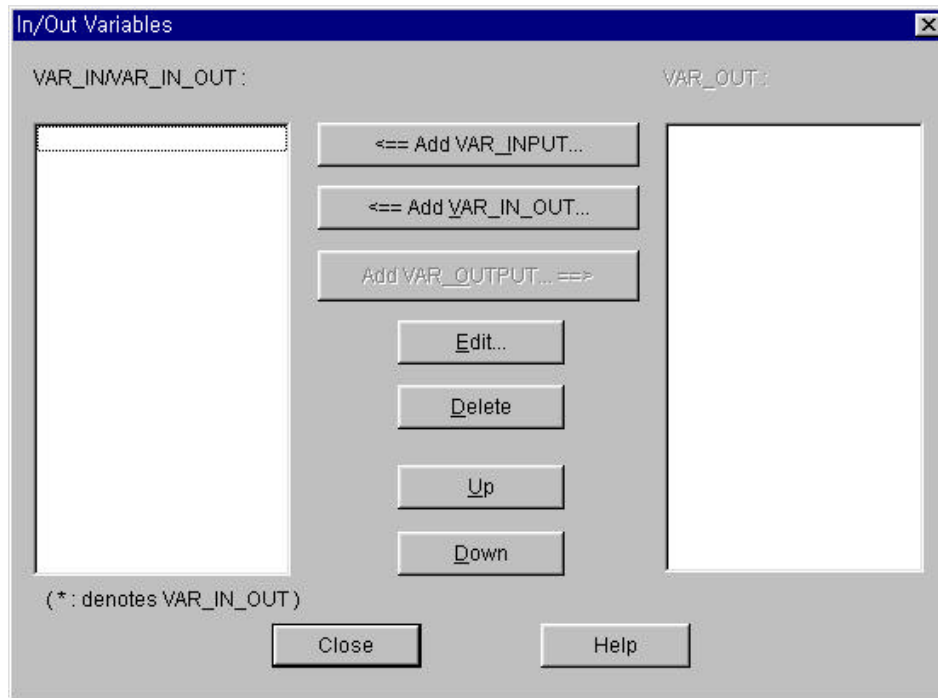 In/Out Variables
VAR_IN/VAR_IN_OUT :
VAR_OUT :
<== Add VAR_INPUT...
<== Add VAR_IN_OUT...
Add VAR_OUTPUT... ==>
Edit...
Delete
Up
Down
( * : denotes VAR_IN_OUT )
Close
Help